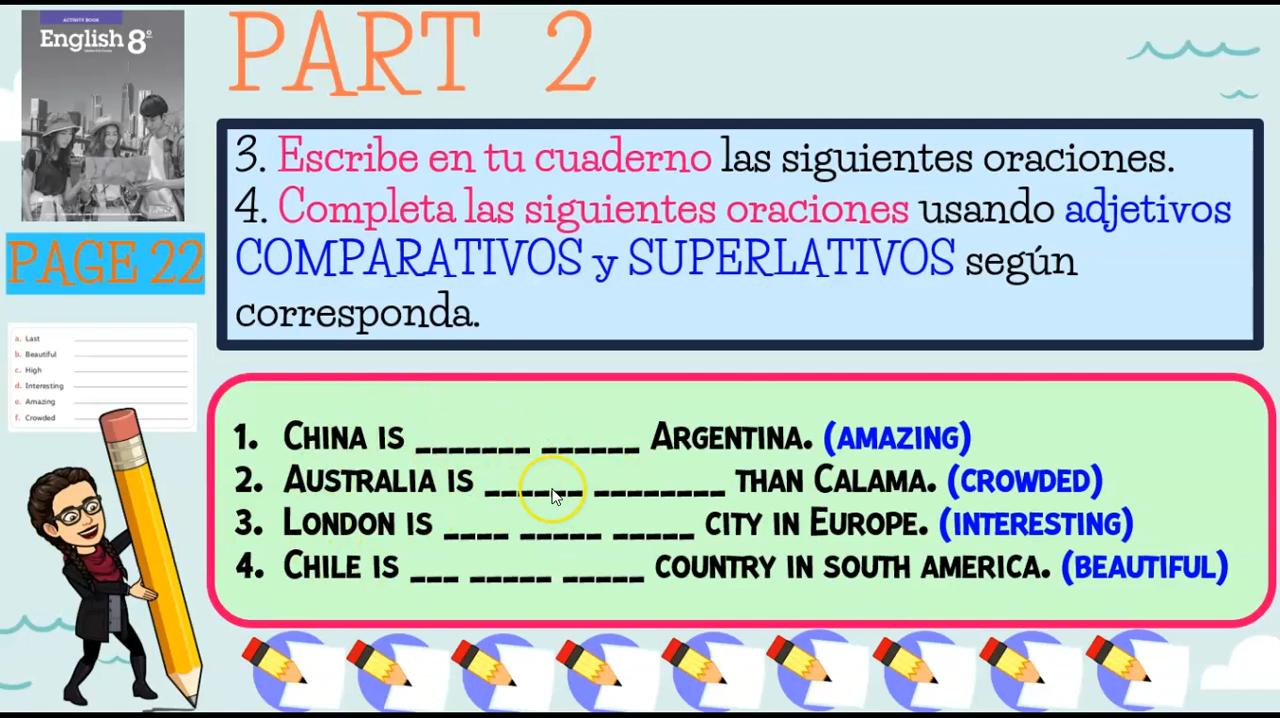 ACTIVITY BOOK
English 8°
PART 2
3. Escribe en tu cuaderno las siguientes oraciones.
4. Completa las siguientes oraciones usando adjetivos
COMPARATIVOS y SUPERLATIVOS según
corresponda.
PAGE 22
a. Last
b. Beautiful
c. High
d. Interesting
e. Amazing
f. Crowded
1. CHINA IS _______ ______ ARGENTINA. (AMAZING)
2. AUSTRALIA IS ______ ________ THAN CALAMA. (CROWDED)
3. LONDON IS ____ _____ _____ CITY IN EUROPE. (INTERESTING)
4. CHILE IS ___ _____ _____ COUNTRY IN SOUTH AMERICA. (BEAUTIFUL)